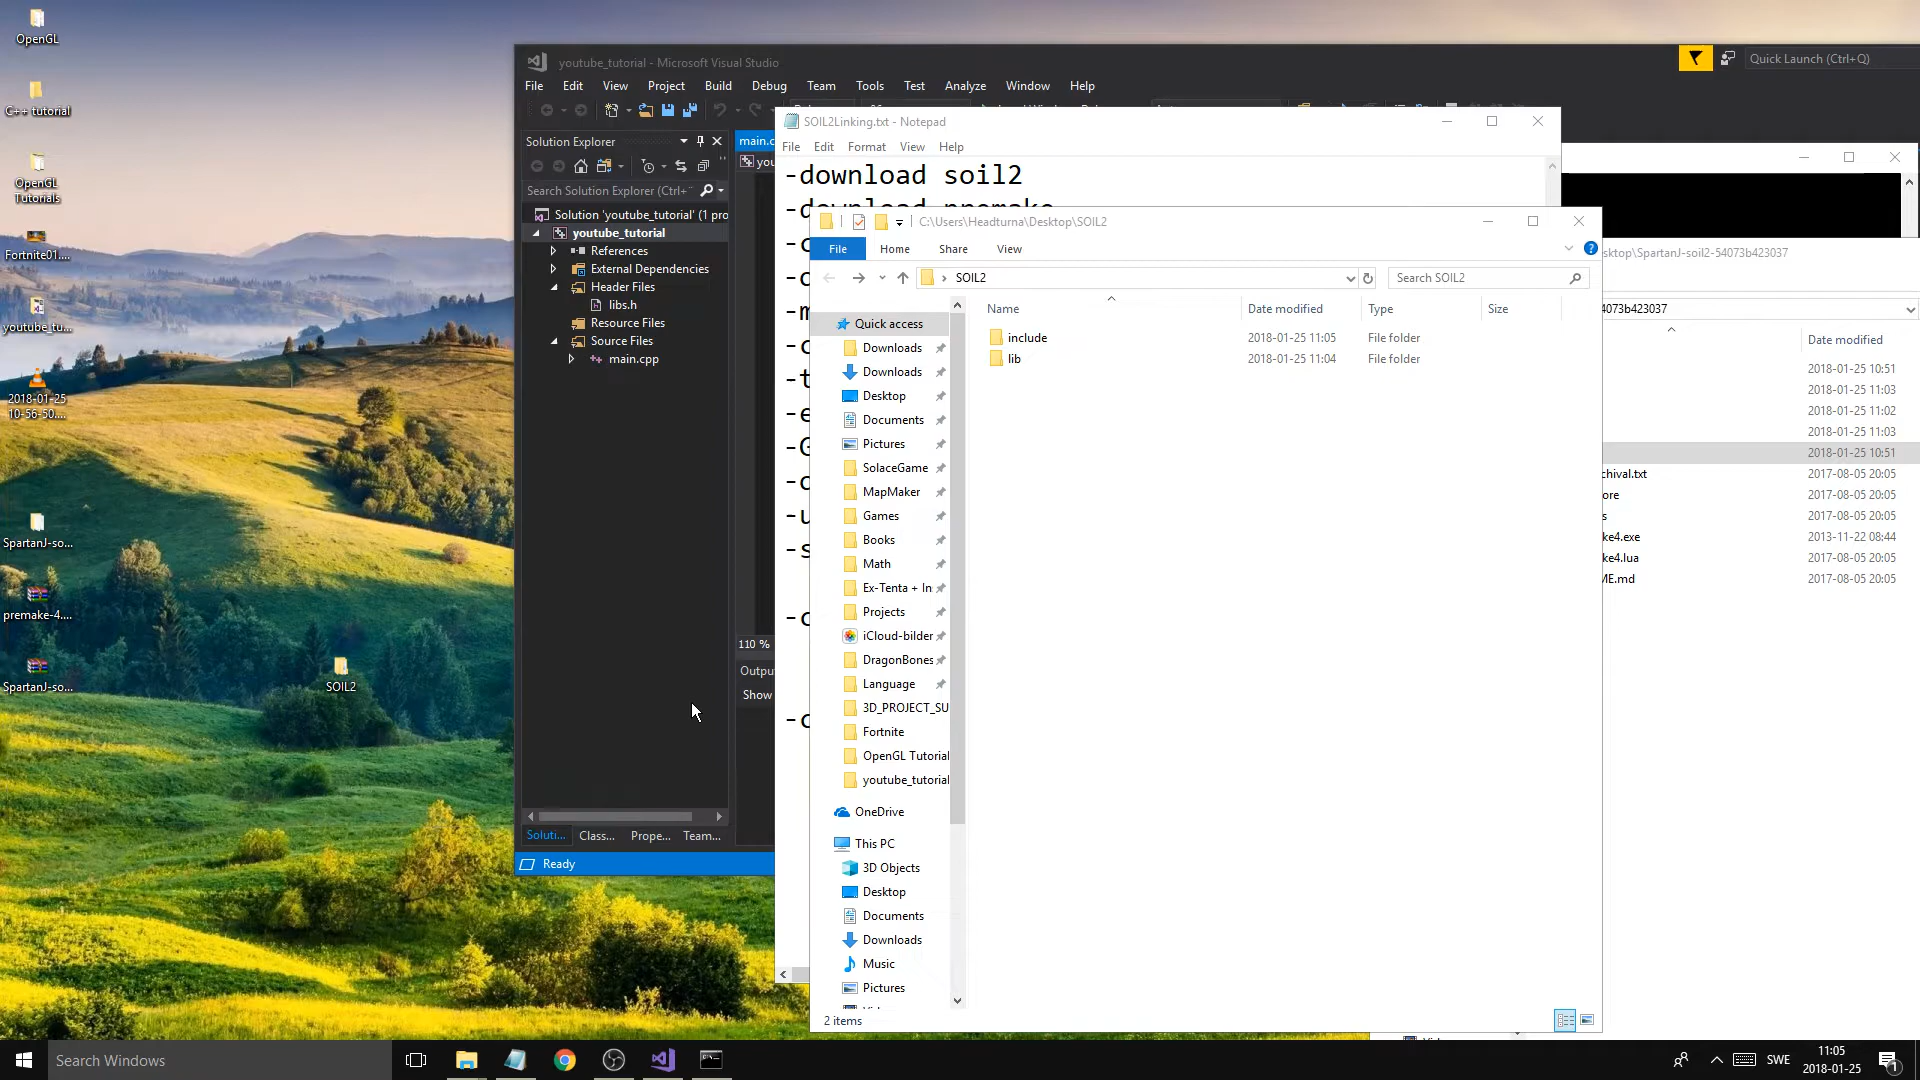 OpenGL
C++ tutorial
OpenGL
Tutorials
Fortnite01....
youtube_tu...
2018-01-25
10-56-50....
SpartanJ-so...
premake-4....
SpartanJ-so...
SOIL2
youtube_tutorial - Microsoft Visual Studio
Quick Launch (Ctrl+Q)
File Edit View Project Build Debug Team Tools Test Analyze Window Help
Solution Explorer
Search Solution Explorer (Ctrl+
Solution 'youtube_tutorial' (1 pro
youtube_tutorial
References
External Dependencies
Header Files
libs.h
Resource Files
Source Files
main.cpp
main.c
you
110 %
Outpu
Show
Soluti... Class... Prope... Team...
Ready
SOIL2Linking.txt - Notepad
File Edit Format View Help
-download soil2
-download premake
C:\Users\Headturna\Desktop\SOIL2
File Home Share View
SOIL2
Search SOIL2
Name Date modified Type Size
include 2018-01-25 11:05 File folder
lib 2018-01-25 11:04 File folder
Quick access
Downloads
Downloads
Desktop
Documents
Pictures
SolaceGame
MapMaker
Games
Books
Math
Ex-Tenta + In
Projects
iCloud-bilder
DragonBones
Language
3D_PROJECT_SU
Fortnite
OpenGL Tutorial
youtube_tutorial
OneDrive
This PC
3D Objects
Desktop
Documents
Downloads
Music
Pictures
2 items
sktop\SpartanJ-soil2-54073b423037
4073b423037
Date modified
2018-01-25 10:51
2018-01-25 11:03
2018-01-25 11:02
2018-01-25 11:03
2018-01-25 10:51
chival.txt 2017-08-05 20:05
ore 2017-08-05 20:05
s 2017-08-05 20:05
ke4.exe 2013-11-22 08:44
ke4.lua 2017-08-05 20:05
ME.md 2017-08-05 20:05
Search Windows
SWE
11:05
2018-01-25
1